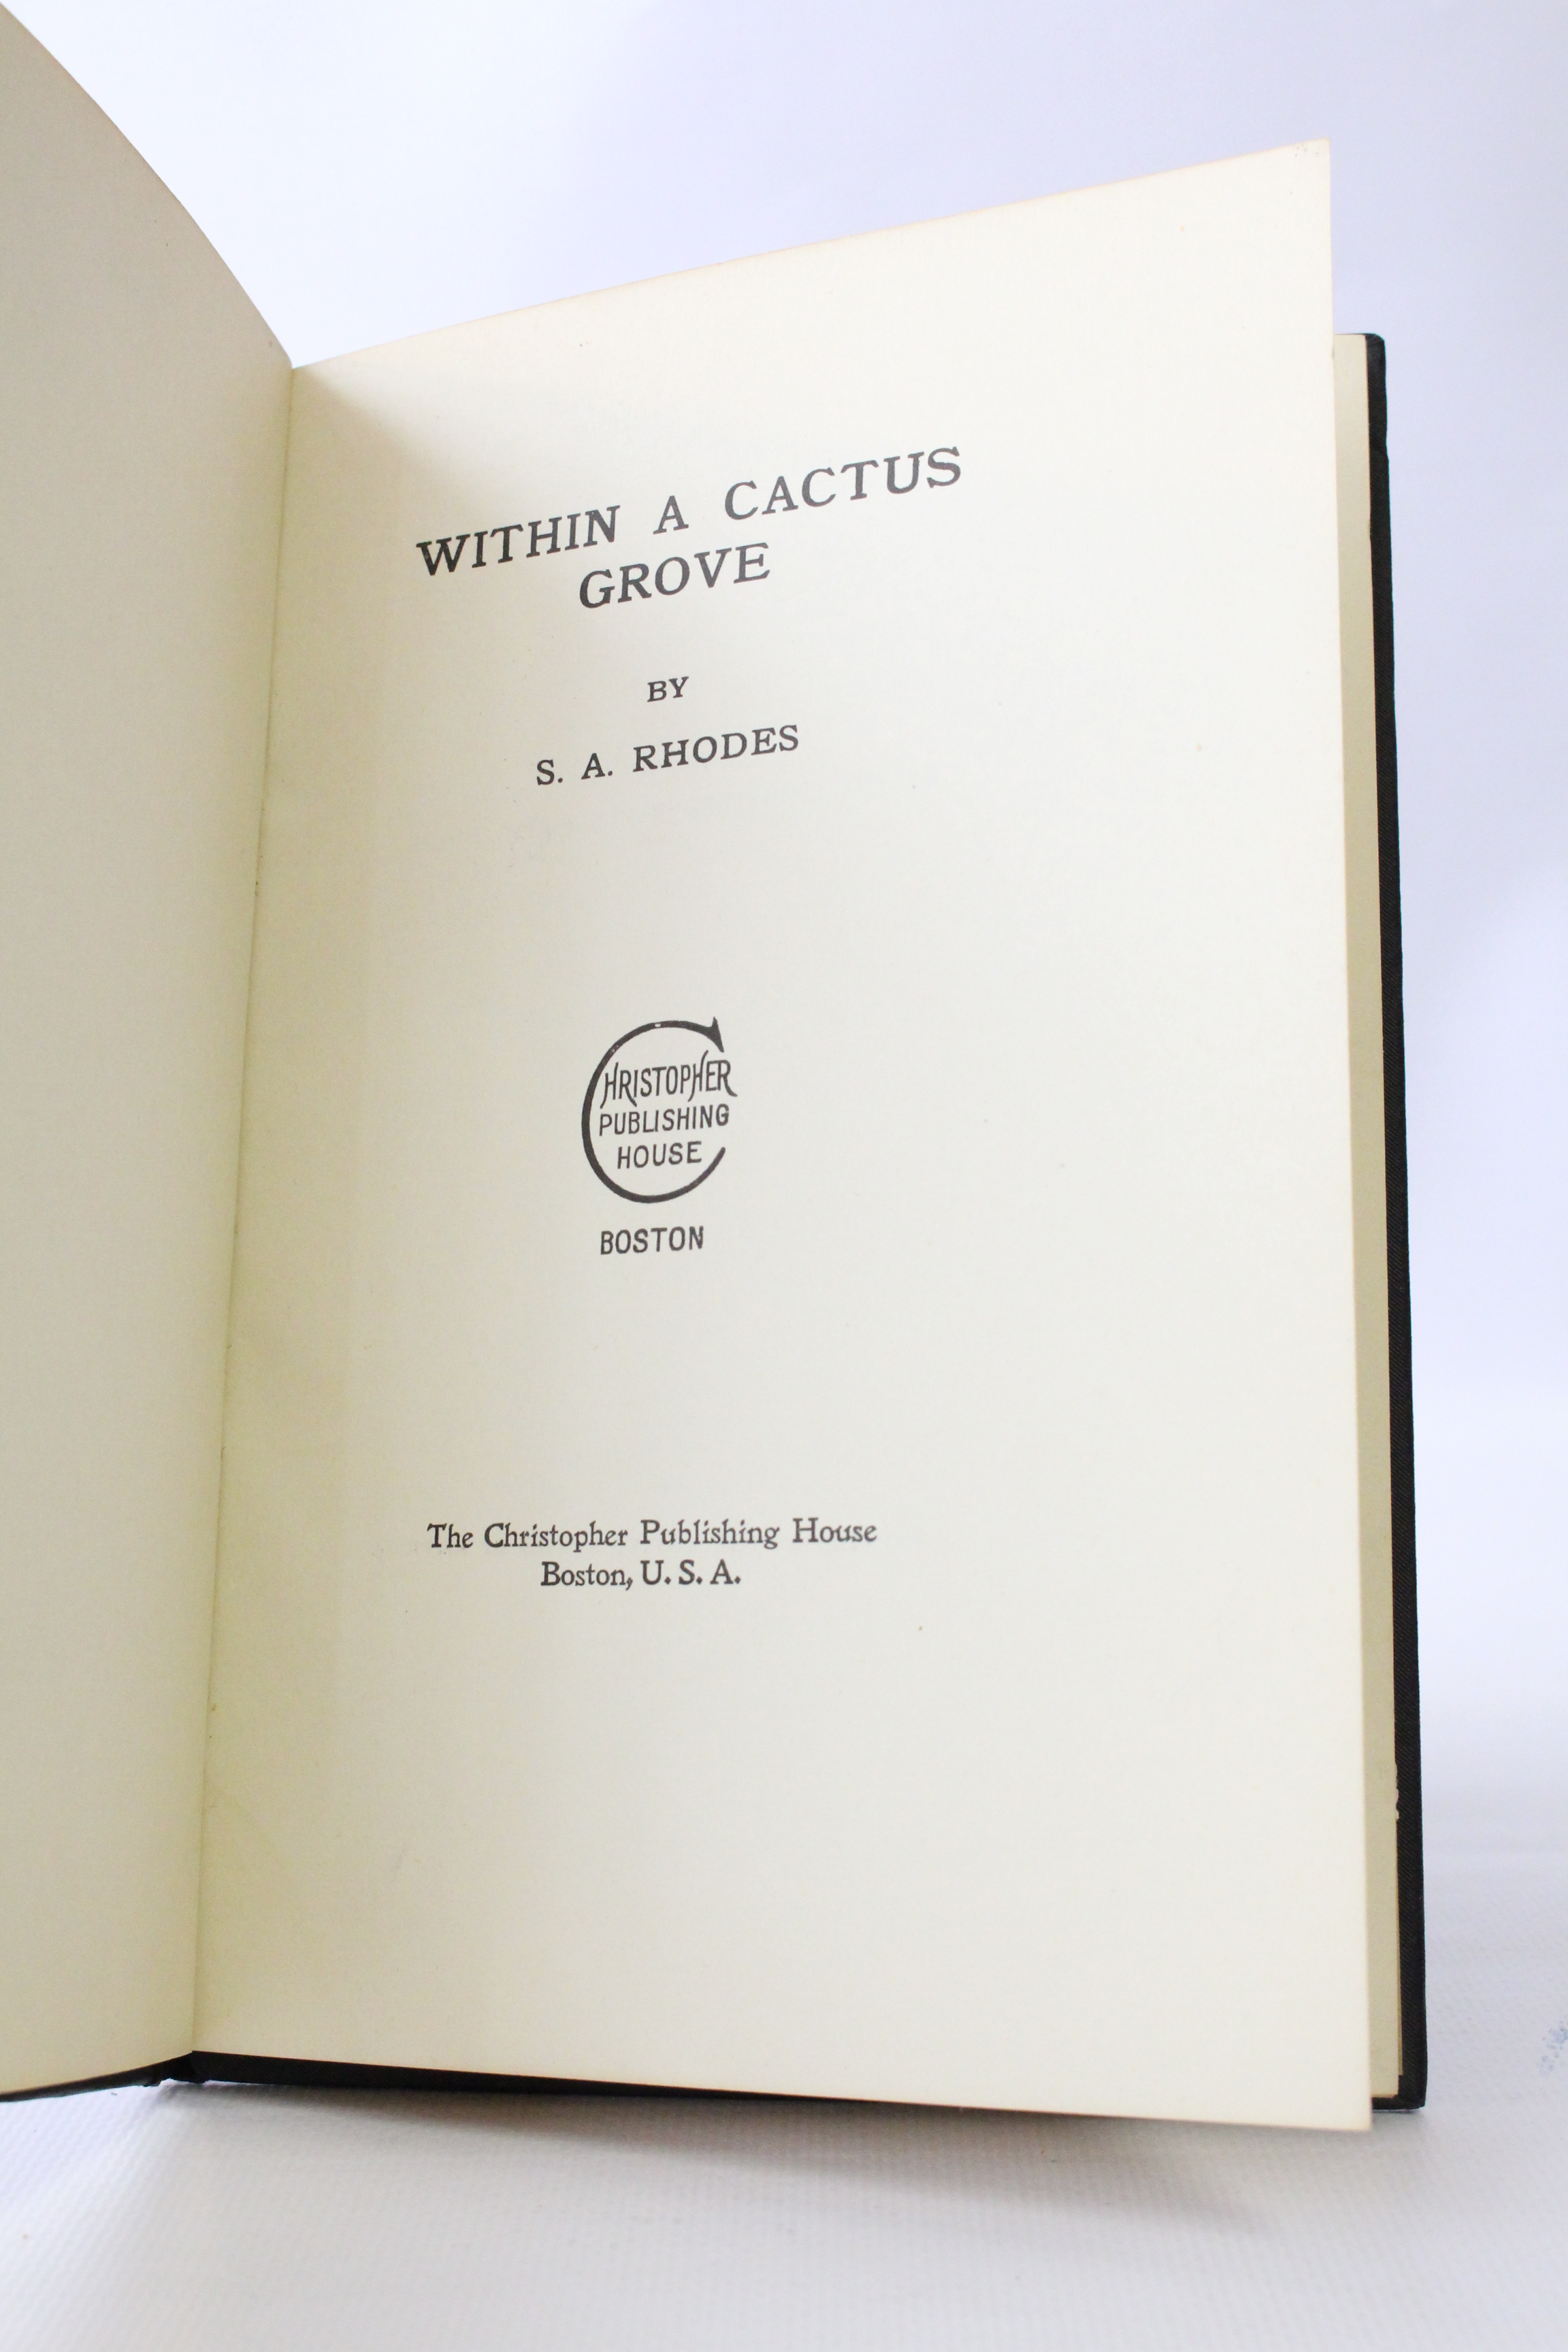 WITHIN A CACTUS
GROVE
BY
S. A. RHODES
CHRISTOPHER
PUBLISHING
HOUSE
BOSTON
The Christopher Publishing House
Boston, U. S. A.